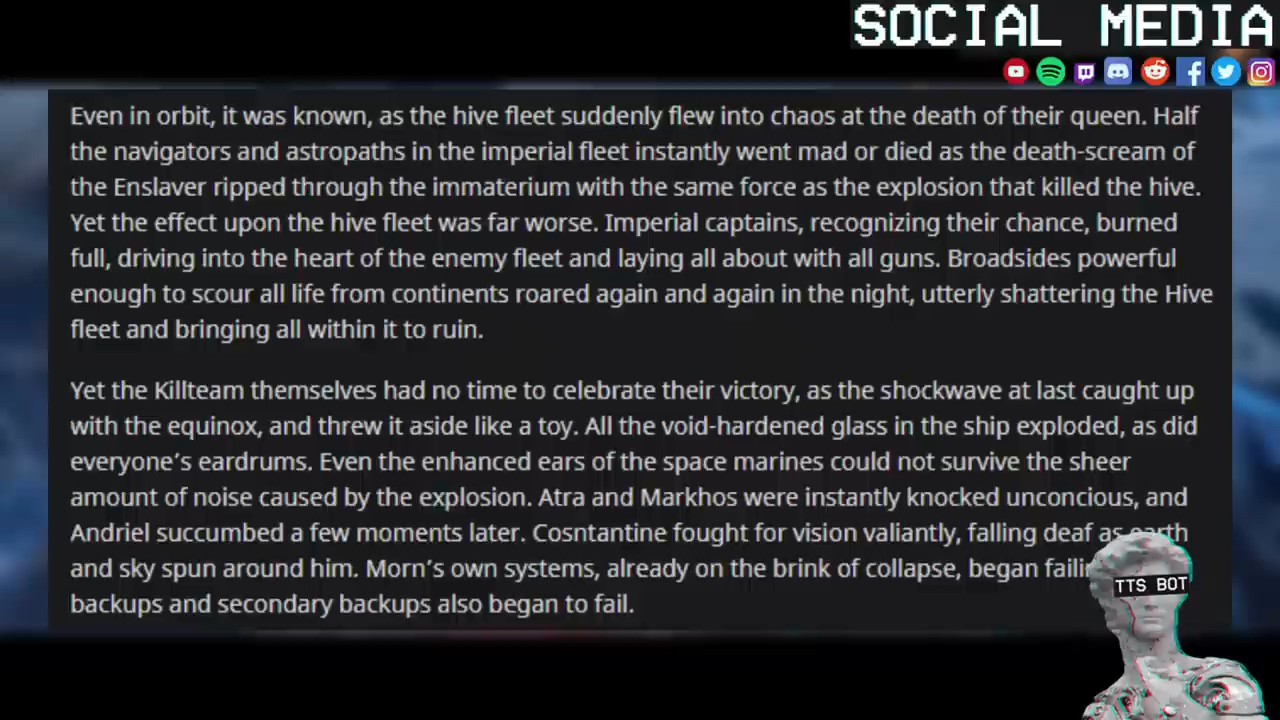 SOCIAL MEDIA
Even in orbit, it was known, as the hive fleet suddenly flew into chaos at the death of their queen. Half
the navigators and astropaths in the imperial fleet instantly went mad or died as the death-scream of
the Enslaver ripped through the immaterium with the same force as the explosion that killed the hive.
Yet the effect upon the hive fleet was far worse. Imperial captains, recognizing their chance, burned
full, driving into the heart of the enemy fleet and laying all about with all guns. Broadsides powerful
enough to scour all life from continents roared again and again in the night, utterly shattering the Hive
fleet and bringing all within it to ruin.
Yet the Killteam themselves had no time to celebrate their victory, as the shockwave at last caught up
with the equinox, and threw it aside like a toy. All the void-hardened glass in the ship exploded, as did
everyone’s eardrums. Even the enhanced ears of the space marines could not survive the sheer
amount of noise caused by the explosion. Atra and Markhos were instantly knocked unconcious, and
Andriel succumbed a few moments later. Cosntantine fought for vision valiantly, falling deaf as earth
and sky spun around him. Morn’s own systems, already on the brink of collapse, began
backups and secondary backups also began to fail.
TTS BOT